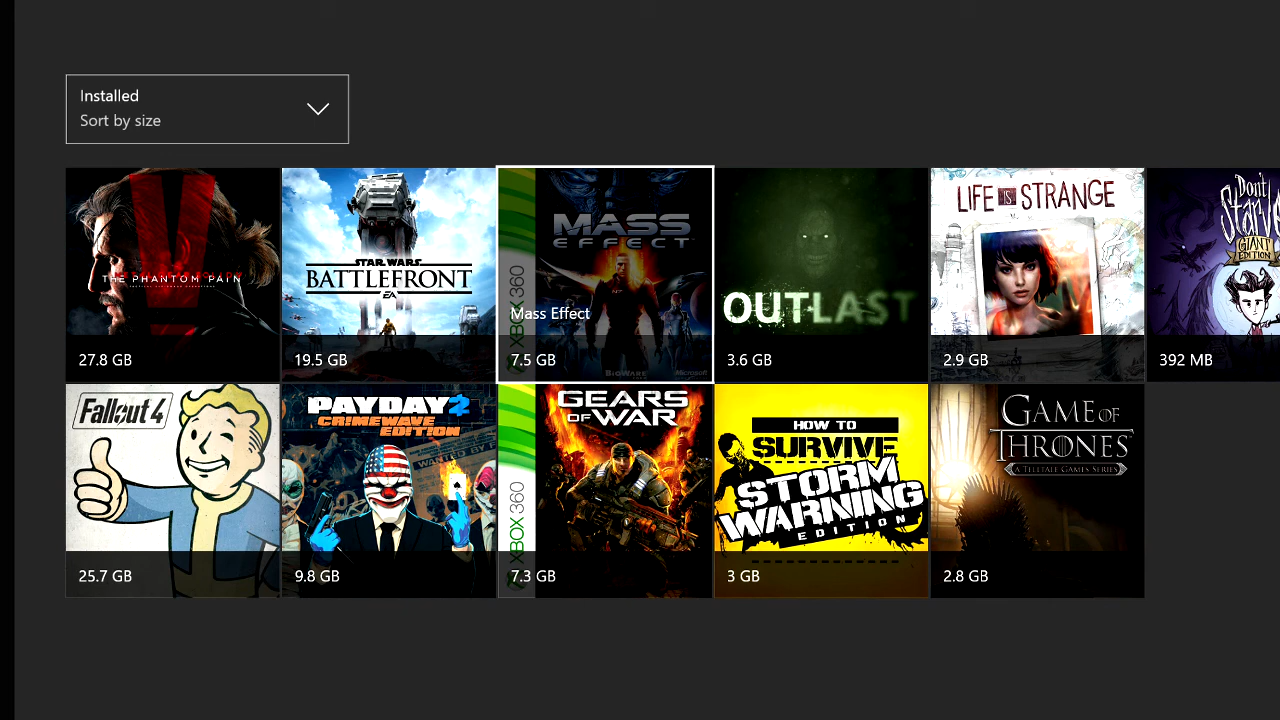 Installed
Sort by size
THE PHANTOM PAIN
27.8 GB
STAR WARS
BATTLEFRONT
EA
19.5 GB
XBOX 360
MASS
EFFECT
Mass Effect
BIOWARE
Microsoft
7.5 GB
OUTLAST
3.6 GB
LIFE IS STRANGE
2.9 GB
Don't
Starv
GIANT
EDITION
392 MB
Fallout 4
25.7 GB
PAYDAY 2
CRIMEWAVE
EDITION
WANTED BY F
9.8 GB
XBOX 360
GEARS
OF WAR
7.3 GB
HOW TO
SURVIVE
STORM
WARNING
EDITION
3 GB
GAME OF
THRONES
A TELLTALE GAMES SERIES
2.8 GB